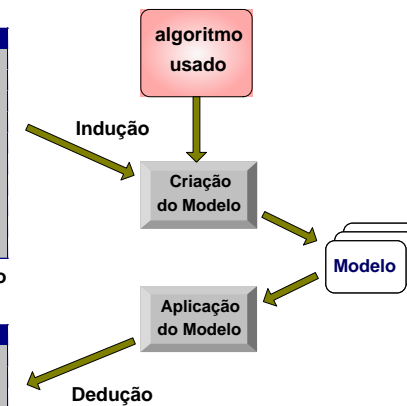 algoritmo
usado
Indução
Criação
do Modelo
Modelo
o
Aplicação
do Modelo
Dedução